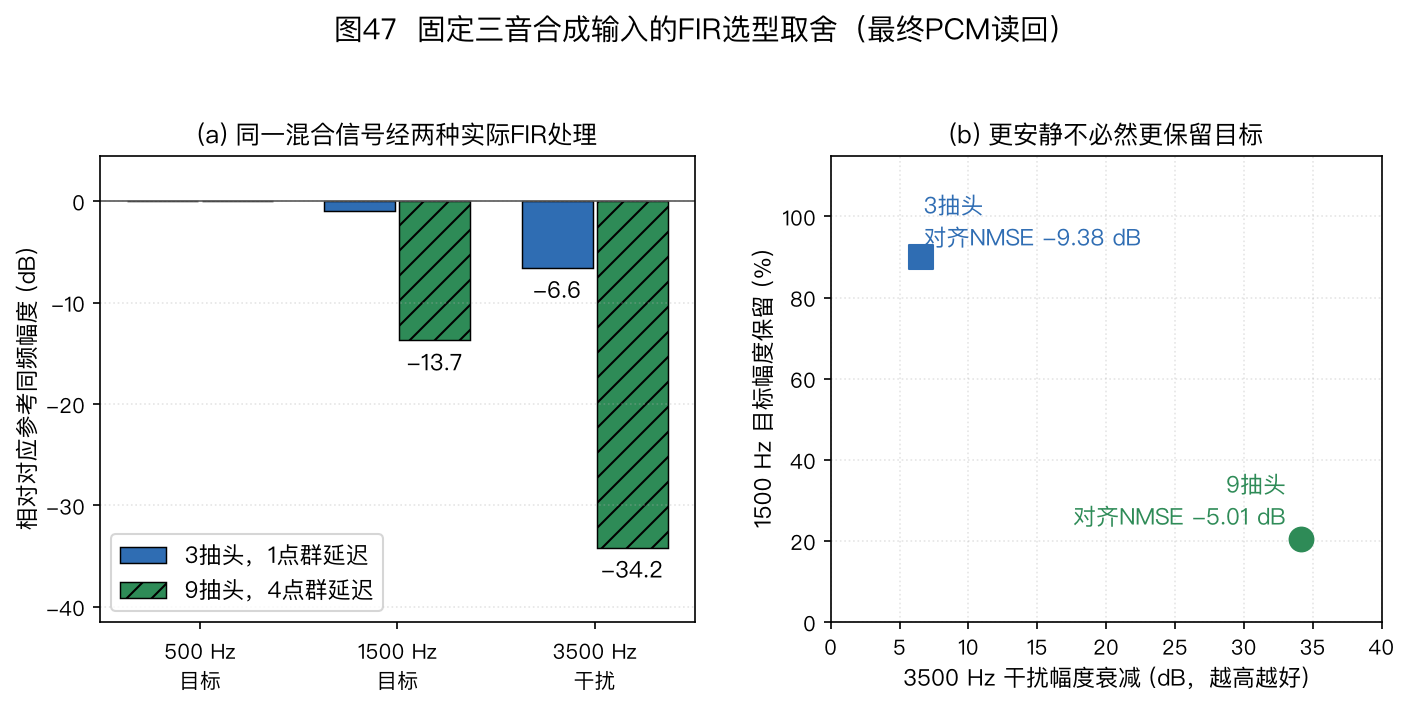 图47  固定三音合成输入的FIR选型取舍（最终PCM读回）
(a) 同一混合信号经两种实际FIR处理
相对对应参考同频幅度 (dB)
0
−10
−20
−30
−40
−13.7
−6.6
−34.2
3抽头，1点群延迟
9抽头，4点群延迟
500 Hz
目标
1500 Hz
目标
3500 Hz
干扰
(b) 更安静不必然更保留目标
1500 Hz 目标幅度保留 (%)
100
80
60
40
20
0
3抽头
对齐NMSE −9.38 dB
9抽头
对齐NMSE −5.01 dB
0 5 10 15 20 25 30 35 40
3500 Hz 干扰幅度衰减 (dB，越高越好)